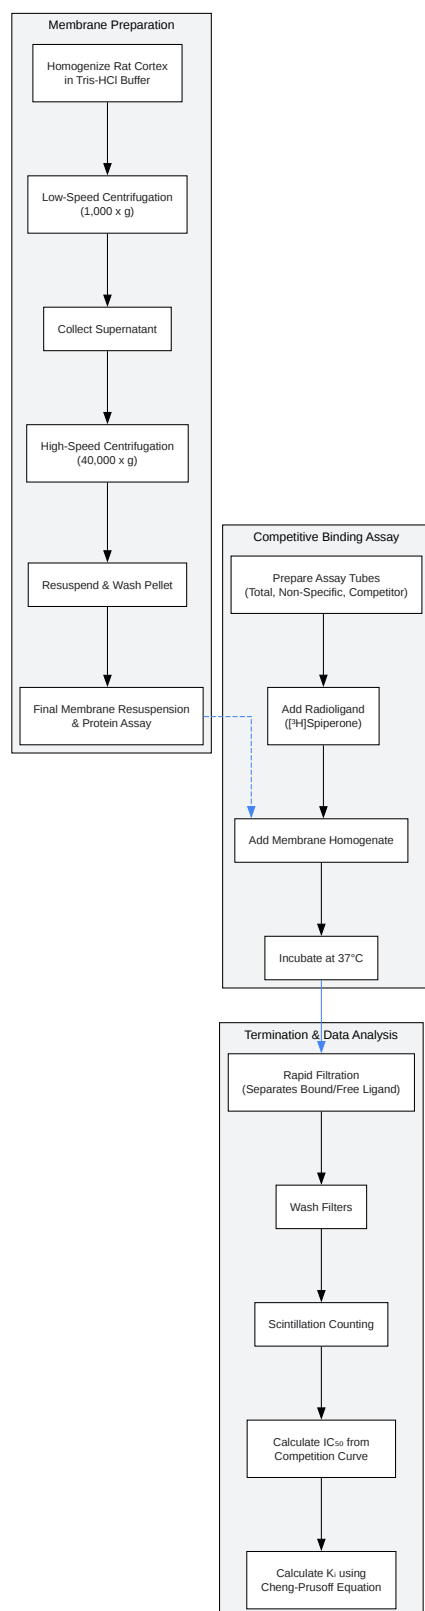 Membrane Preparation
Homogenize Rat Cortex
in Tris-HCl Buffer
Low-Speed Centrifugation
(1,000 x g)
Collect Supernatant
High-Speed Centrifugation
(40,000 x g)
Resuspend & Wash Pellet
Final Membrane Resuspension
& Protein Assay
Competitive Binding Assay
Prepare Assay Tubes
(Total, Non-Specific, Competitor)
Add Radioligand
([³H]Spiperone)
Add Membrane Homogenate
Incubate at 37°C
Termination & Data Analysis
Rapid Filtration
(Separates Bound/Free Ligand)
Wash Filters
Scintillation Counting
Calculate IC₅₀ from
Competition Curve
Calculate Kᵢ using
Cheng-Prusoff Equation